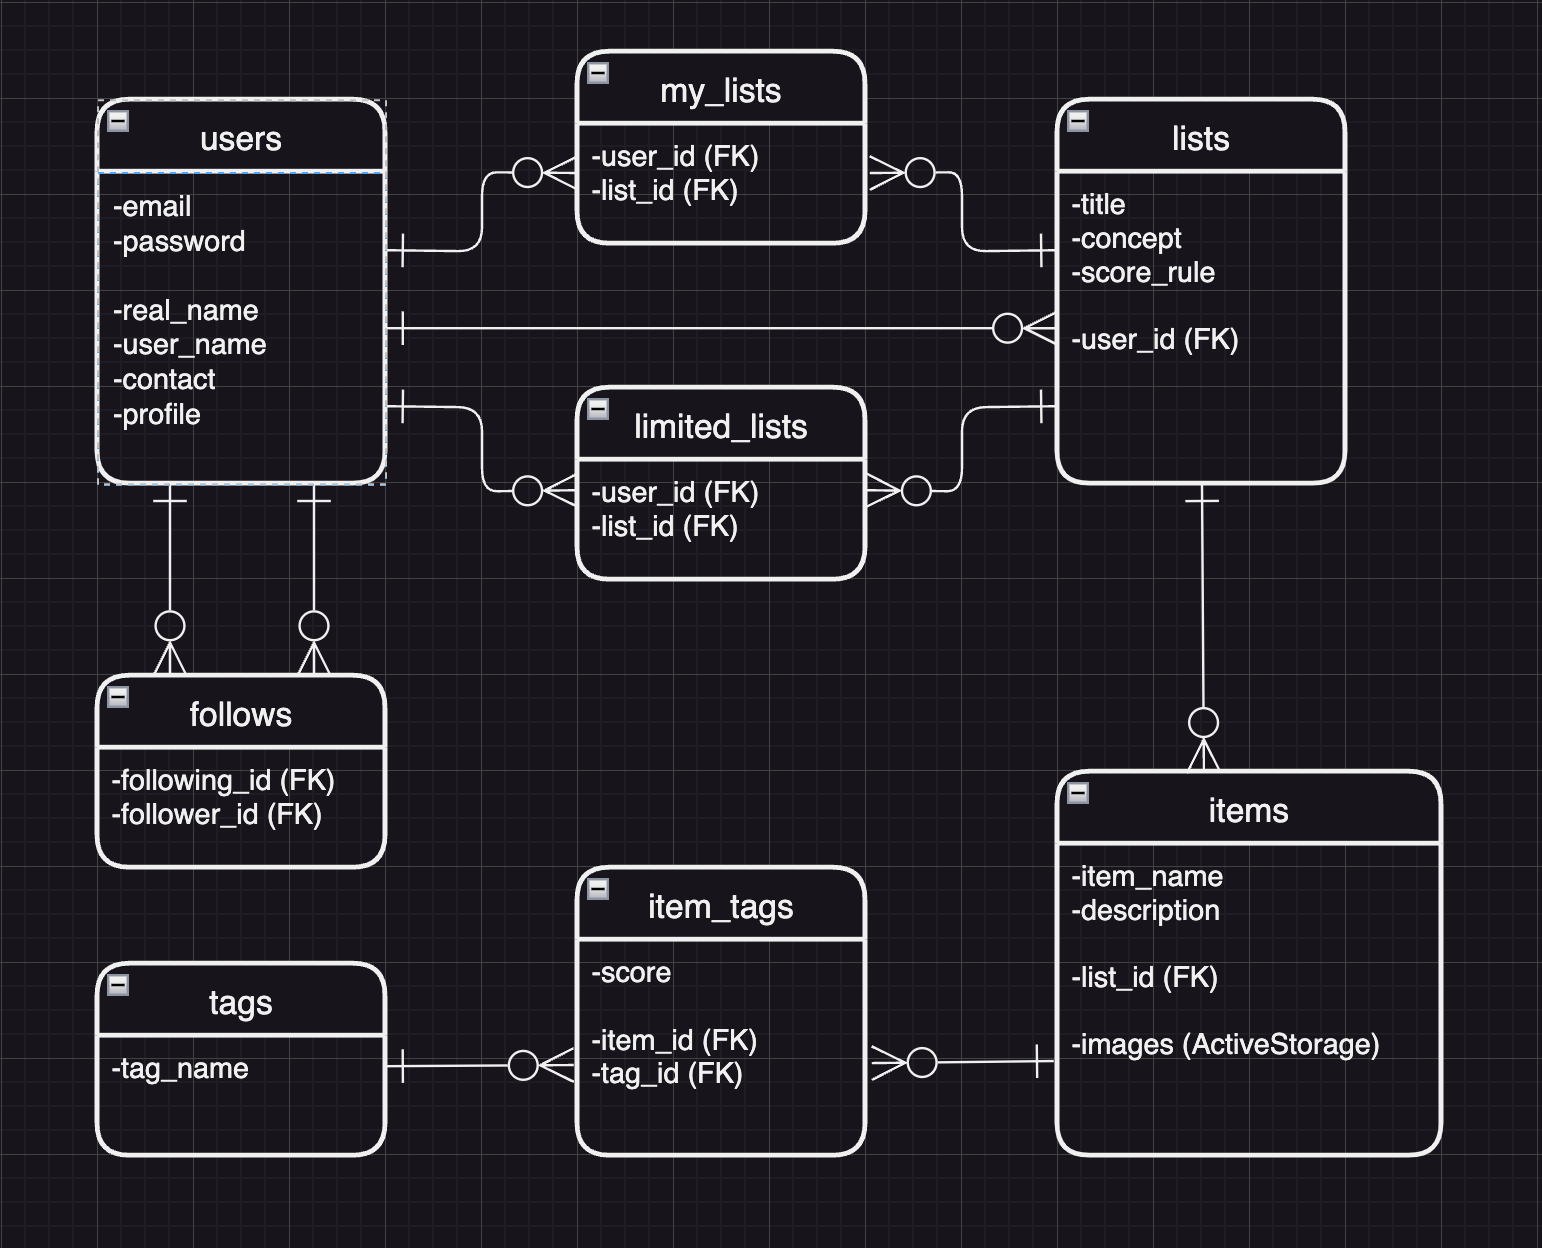 users
-email
-password
-real_name
-user_name
-contact
-profile
my_lists
-user_id (FK)
-list_id (FK)
lists
-title
-concept
-score_rule
-user_id (FK)
limited_lists
-user_id (FK)
-list_id (FK)
follows
-following_id (FK)
-follower_id (FK)
items
-item_name
-description
-list_id (FK)
-images (ActiveStorage)
item_tags
-score
-item_id (FK)
-tag_id (FK)
tags
-tag_name